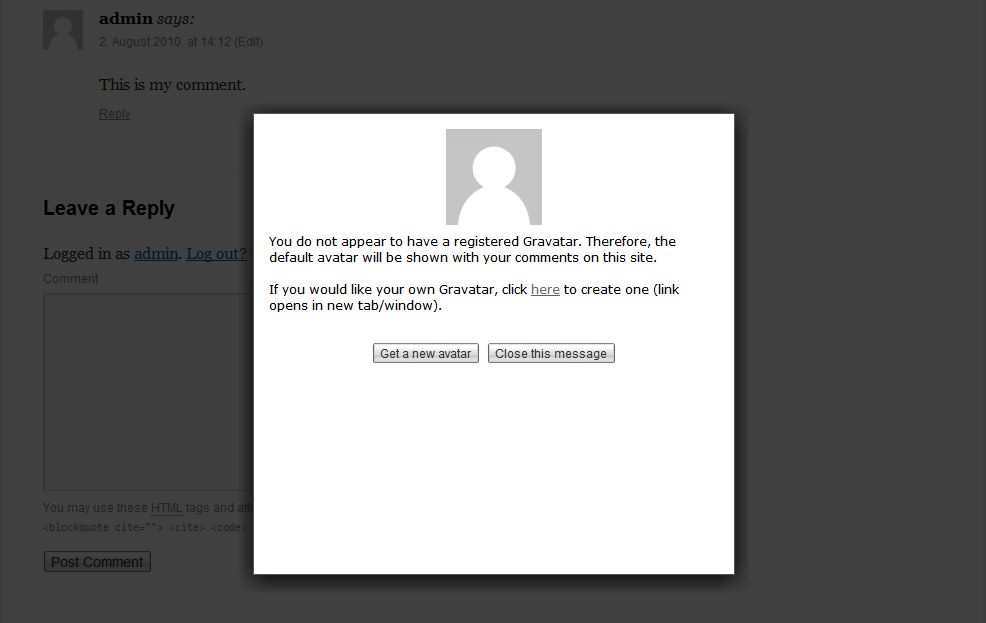 admin says:
2. August 2010. at 14:12 (Edit)
This is my comment.
Reply
Leave a Reply
Logged in as admin. Log out?
Comment
You may use these HTML tags and
<blockquote cite=""> <cite> <code>
Post Comment
You do not appear to have a registered Gravatar. Therefore, the
default avatar will be shown with your comments on this site.
If you would like your own Gravatar, click here to create one (link
opens in new tab/window).
Get a new avatar
Close this message